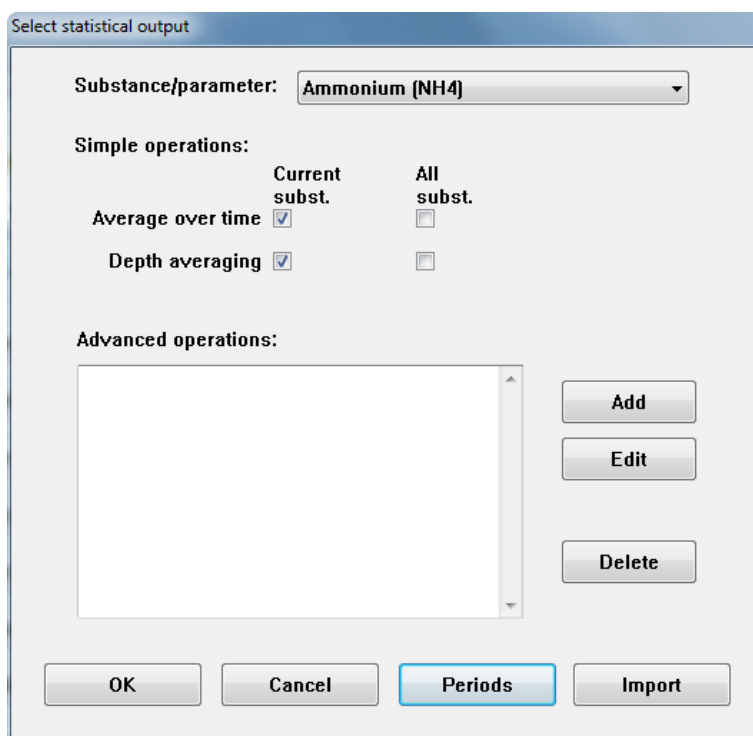 Select statistical output
Substance/parameter: Ammonium (NH4)
Simple operations:
Current subst. All subst.
Average over time
Depth averaging
Advanced operations:
Add
Edit
Delete
OK Cancel Periods Import